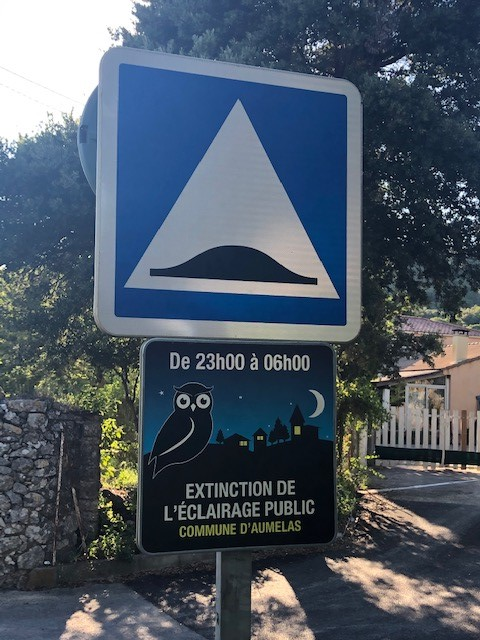 De 23h00 à 06h00
EXTINCTION DE
L'ÉCLAIRAGE PUBLIC
COMMUNE D'AUMELAS